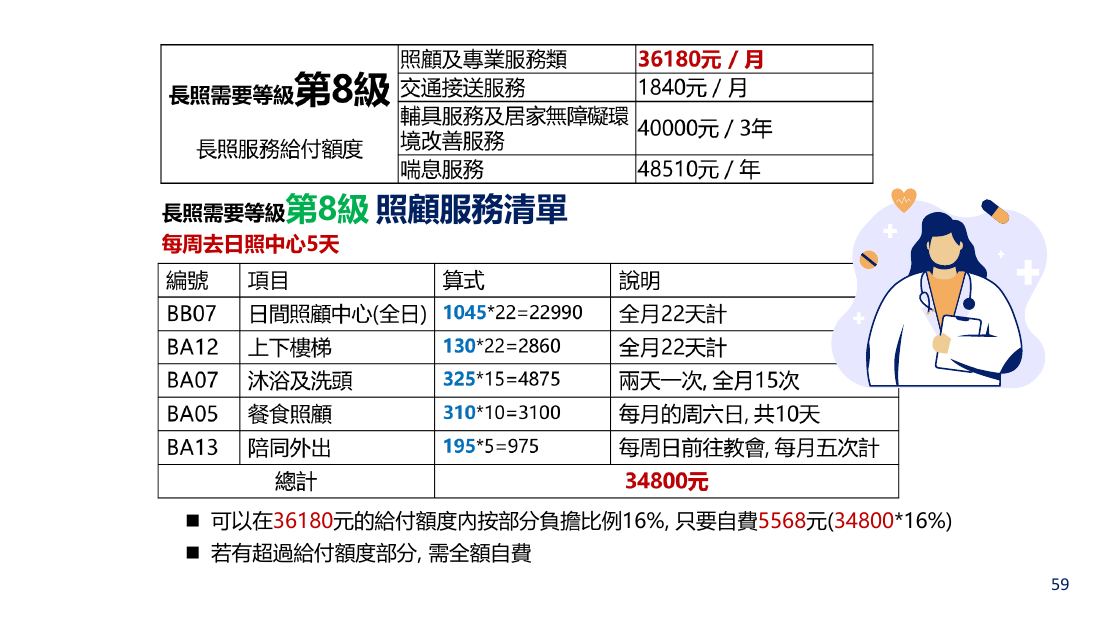 長照需要等級第8級
長照服務給付額度
照顧及專業服務類 36180元 / 月
交通接送服務 1840元 / 月
輔具服務及居家無障礙環
境改善服務 40000元 / 3年
喘息服務 48510元 / 年
長照需要等級第8級 照顧服務清單
每周去日照中心5天
編號 項目 算式 說明
BB07 日間照顧中心(全日) 1045*22=22990 全月22天計
BA12 上下樓梯 130*22=2860 全月22天計
BA07 沐浴及洗頭 325*15=4875 兩天一次, 全月15次
BA05 餐食照顧 310*10=3100 每月的周六日, 共10天
BA13 陪同外出 195*5=975 每周日前往教會, 每月五次計
總計 34800元
■ 可以在36180元的給付額度內按部分負擔比例16%, 只要自費5568元(34800*16%)
■ 若有超過給付額度部分, 需全額自費
59